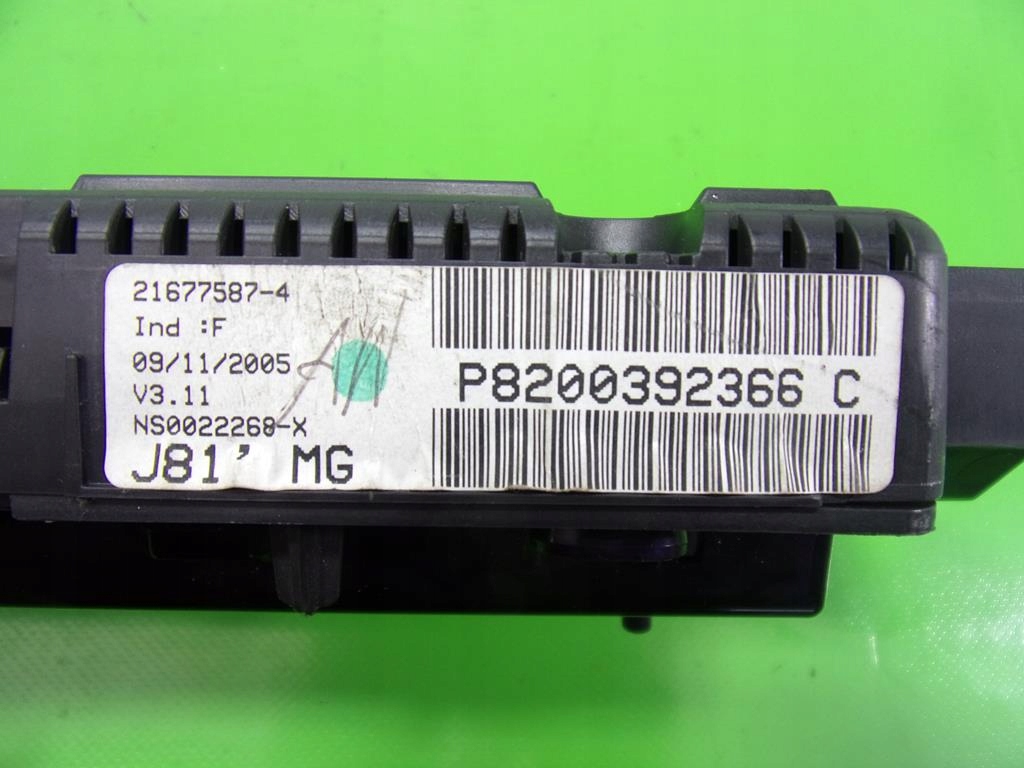 21677587-4
Ind :F
09/11/2005
V3.11
NS0022268-X
J81' MG
P8200392366 C